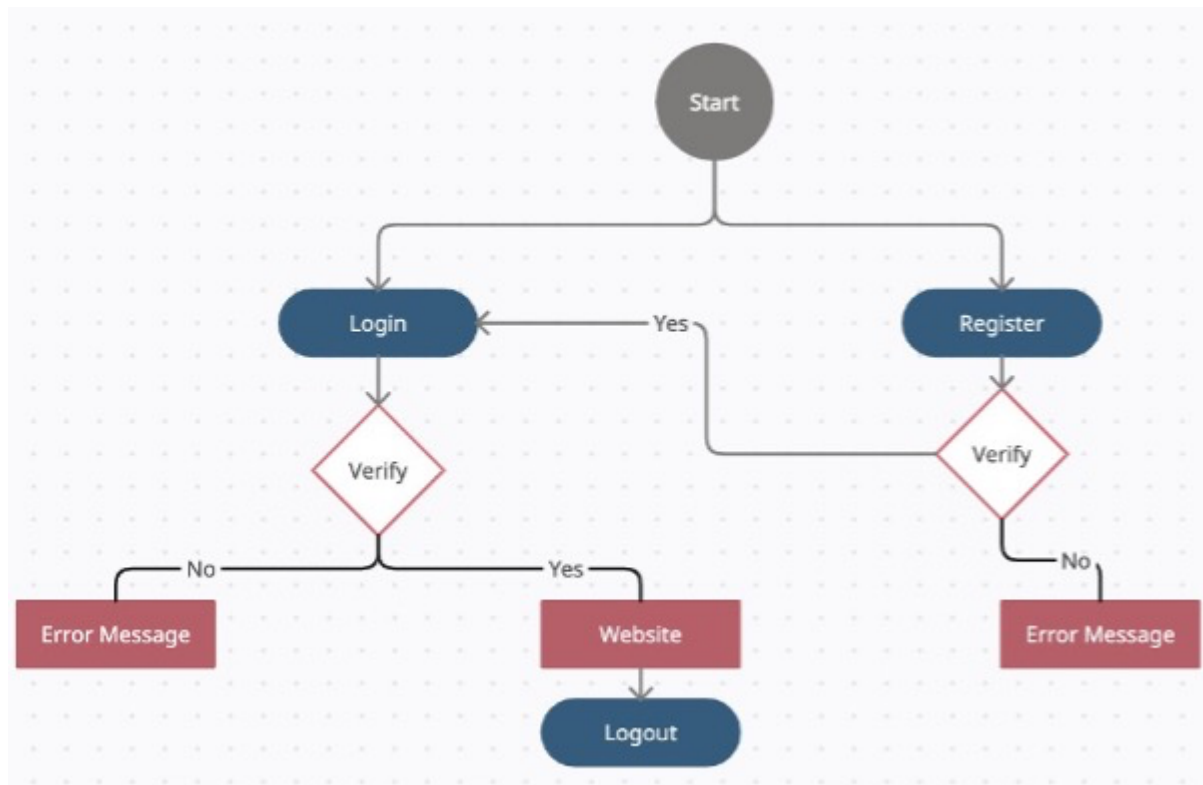 Start
Login
Yes
Register
Verify
Verify
No
Yes
No
Error Message
Website
Error Message
Logout